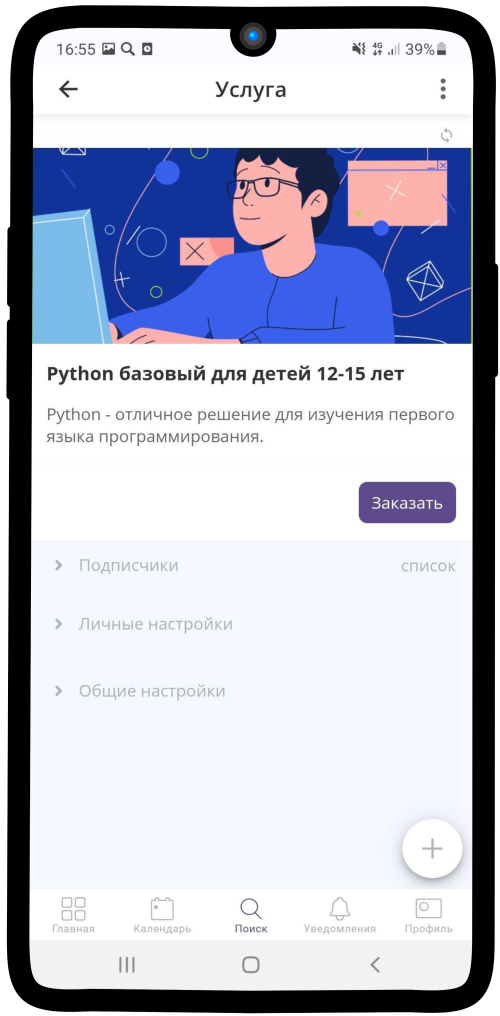 16:55 4G 39%
Услуга
Python базовый для детей 12-15 лет
Python - отличное решение для изучения первого
языка программирования.
Заказать
Подписчики список
Личные настройки
Общие настройки
Главная Календарь Поиск Уведомления Профиль